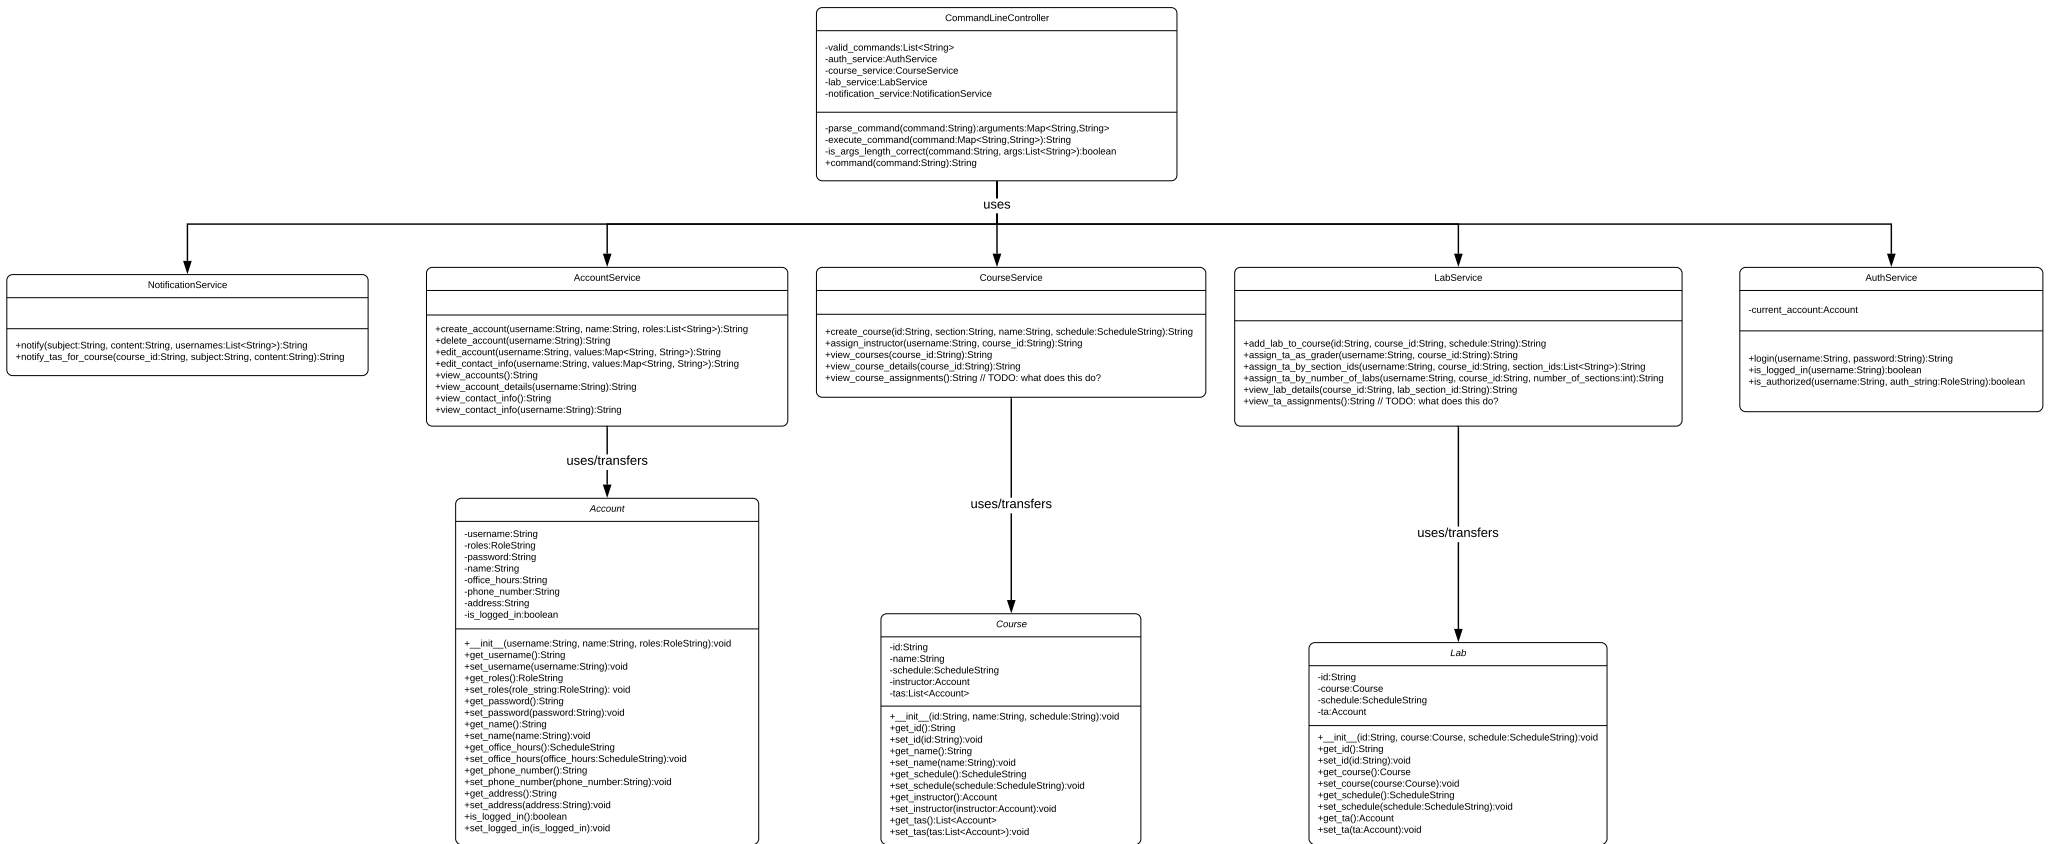 CommandLineController
-valid_commands:List<String>
-auth_service:AuthService
-course_service:CourseService
-lab_service:LabService
-notification_service:NotificationService
-parse_command(command:String):arguments:Map<String,String>
-execute_command(command:Map<String,String>):String
-is_args_length_correct(command:String, args:List<String>):boolean
+command(command:String):String
uses
NotificationService
+notify(subject:String, content:String, usernames:List<String>):String
+notify_tas_for_course(course_id:String, subject:String, content:String):String
AccountService
+create_account(username:String, name:String, roles:List<String>):String
+delete_account(username:String):String
+edit_account(username:String, values:Map<String, String>):String
+edit_contact_info(username:String, values:Map<String, String>):String
+view_accounts():String
+view_account_details(username:String):String
+view_contact_info():String
+view_contact_info(username:String):String
CourseService
+create_course(id:String, section:String, name:String, schedule:ScheduleString):String
+assign_instructor(username:String, course_id:String):String
+view_courses(course_id:String):String
+view_course_details(course_id:String):String
+view_course_assignments():String // TODO: what does this do?
LabService
+add_lab_to_course(id:String, course_id:String, schedule:String):String
+assign_ta_as_grader(username:String, course_id:String):String
+assign_ta_by_section_ids(username:String, course_id:String, section_ids:List<String>):String
+assign_ta_by_number_of_labs(username:String, course_id:String, number_of_sections:int):String
+view_lab_details(course_id:String, lab_section_id:String):String
+view_ta_assignments():String // TODO: what does this do?
AuthService
-current_account:Account
+login(username:String, password:String):String
+is_logged_in(username:String):boolean
+is_authorized(username:String, auth_string:RoleString):boolean
uses/transfers
uses/transfers
uses/transfers
Account
-username:String
-roles:RoleString
-password:String
-name:String
-office_hours:String
-phone_number:String
-address:String
-is_logged_in:boolean
+__init__(username:String, name:String, roles:RoleString):void
+get_username():String
+set_username(username:String):void
+get_roles():RoleString
+set_roles(role_string:RoleString): void
+get_password():String
+set_password(password:String):void
+get_name():String
+set_name(name:String):void
+get_office_hours():ScheduleString
+set_office_hours(office_hours:ScheduleString):void
+get_phone_number():String
+set_phone_number(phone_number:String):void
+get_address():String
+set_address(address:String):void
+is_logged_in():boolean
+set_logged_in(is_logged_in):void
Course
-id:String
-name:String
-schedule:ScheduleString
-instructor:Account
-tas:List<Account>
+__init__(id:String, name:String, schedule:String):void
+get_id():String
+set_id(id:String):void
+get_name():String
+set_name(name:String):void
+get_schedule():ScheduleString
+set_schedule(schedule:ScheduleString):void
+get_instructor():Account
+set_instructor(instructor:Account):void
+get_tas():List<Account>
+set_tas(tas:List<Account>):void
Lab
-id:String
-course:Course
-schedule:ScheduleString
-ta:Account
+__init__(id:String, course:Course, schedule:ScheduleString):void
+get_id():String
+set_id(id:String):void
+get_course():Course
+set_course(course:Course):void
+get_schedule():ScheduleString
+set_schedule(schedule:ScheduleString):void
+get_ta():Account
+set_ta(ta:Account):void